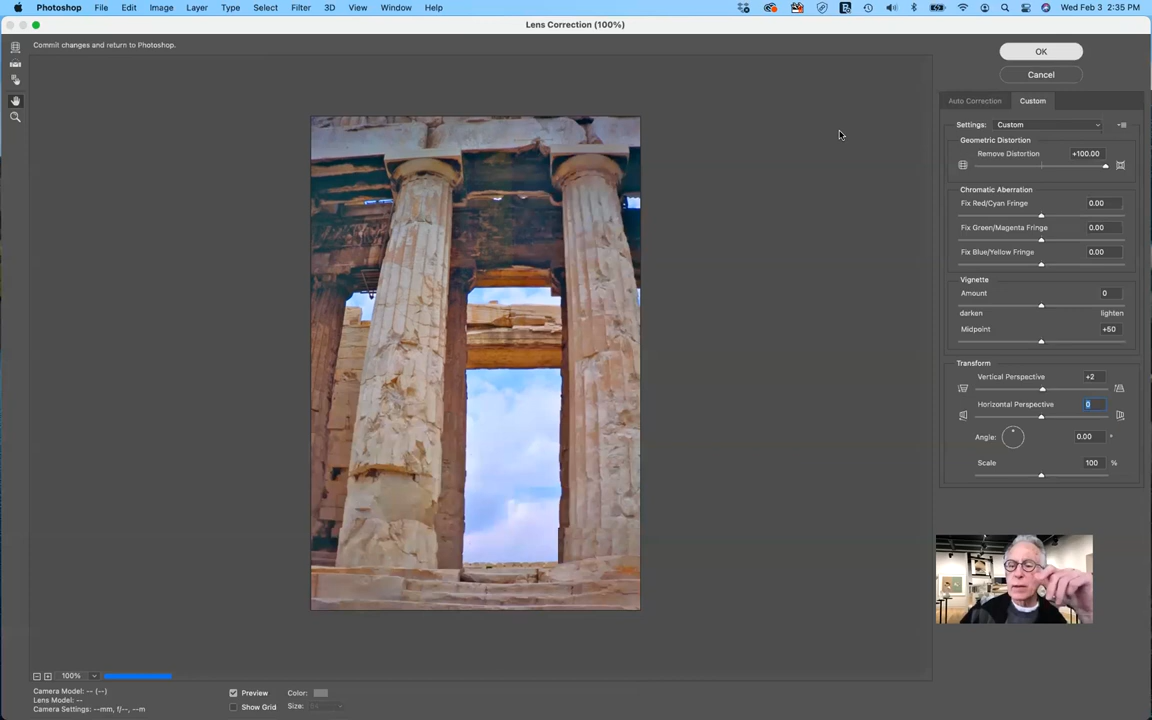 Photoshop File Edit Image Layer Type Select Filter 3D View Window Help Wed Feb 3 2:35 PM
Lens Correction (100%)
Commit changes and return to Photoshop.
OK
Cancel
Auto Correction Custom
Settings: Custom
Geometric Distortion
Remove Distortion +100.00
Chromatic Aberration
Fix Red/Cyan Fringe 0.00
Fix Green/Magenta Fringe 0.00
Fix Blue/Yellow Fringe 0.00
Vignette
Amount 0
darken lighten
Midpoint +50
Transform
Vertical Perspective +2
Horizontal Perspective 0
Angle: 0.00 °
Scale 100 %
100%
Camera Model: -- (--)
Lens Model: --
Camera Settings: --mm, f/--, --m
Preview
Show Grid
Color:
Size: